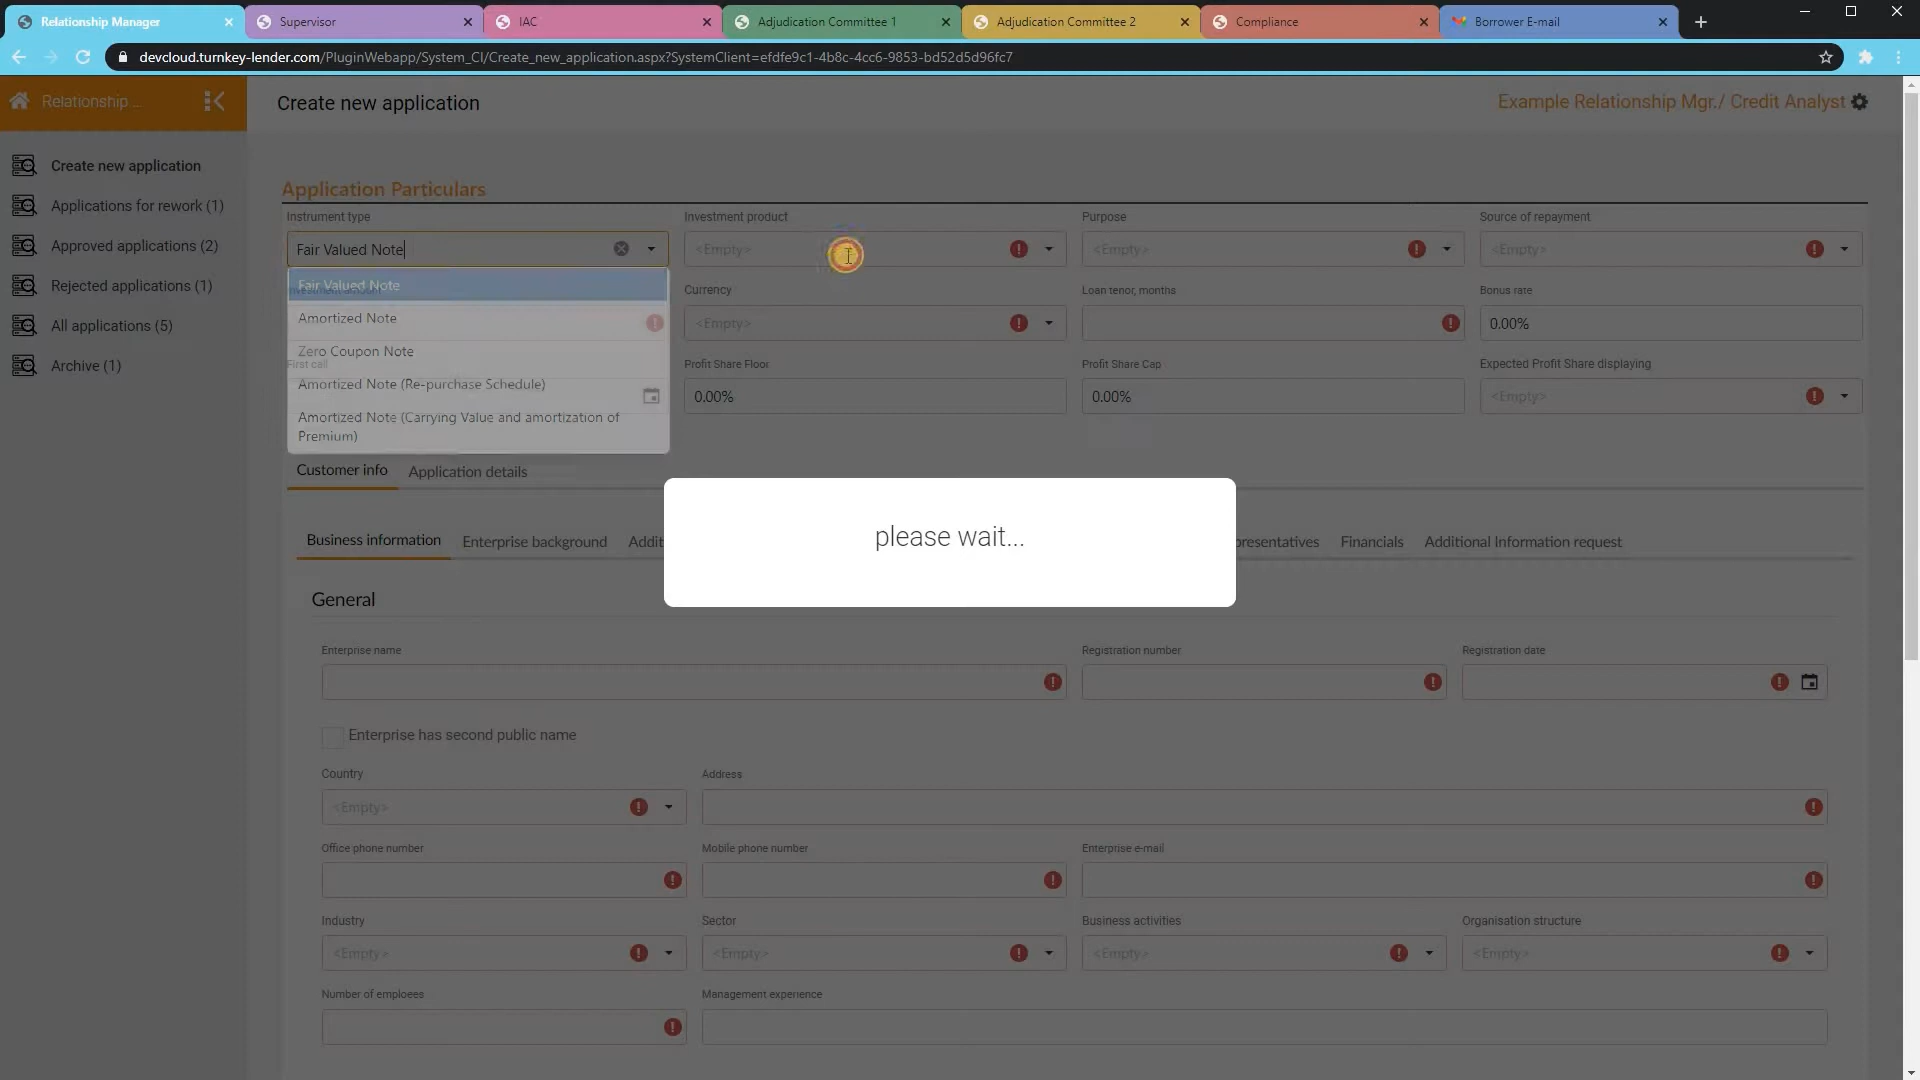 Relationship Manager
Supervisor
IAC
Adjudication Committee 1
Adjudication Committee 2
Compliance
Borrower E-mail
devcloud.turnkey-lender.com/PluginWebapp/System_CI/Create_new_application.aspx?SystemClient=efdfe9c1-4b8c-4cc6-9853-bd52d5d96fc7
Relationship ...
Create new application
Example Relationship Mgr./ Credit Analyst
Create new application
Applications for rework (1)
Approved applications (2)
Rejected applications (1)
All applications (5)
Archive (1)
Application Particulars
Instrument type
Investment product
Purpose
Source of repayment
Fair Valued Note
<Empty>
<Empty>
<Empty>
Fair Valued Note
Amortized Note
Zero Coupon Note
First call
Amortized Note (Re-purchase Schedule)
Amortized Note (Carrying Value and amortization of
Premium)
Currency
Loan tenor, months
Bonus rate
<Empty>
0.00%
Profit Share Floor
Profit Share Cap
Expected Profit Share displaying
0.00%
0.00%
<Empty>
Customer info
Application details
please wait...
Business information
Enterprise background
Addit
presentatives
Financials
Additional Information request
General
Enterprise name
Registration number
Registration date
Enterprise has second public name
Country
Address
<Empty>
Office phone number
Mobile phone number
Enterprise e-mail
Industry
Sector
Business activities
Organisation structure
<Empty>
<Empty>
<Empty>
<Empty>
Number of emploees
Management experience